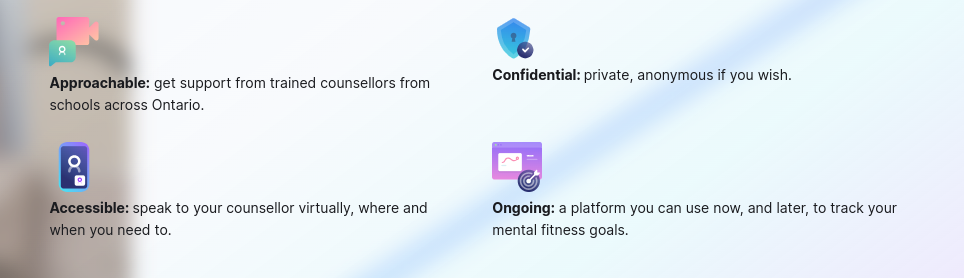 Approachable: get support from trained counsellors from
schools across Ontario.
Confidential: private, anonymous if you wish.
Accessible: speak to your counsellor virtually, where and
when you need to.
Ongoing: a platform you can use now, and later, to track your
mental fitness goals.